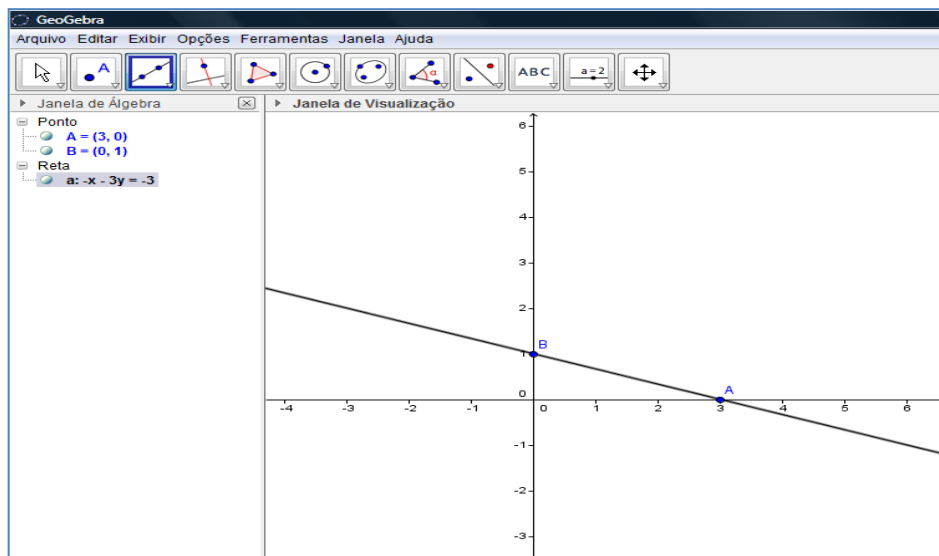 GeoGebra
Arquivo Editar Exibir Opções Ferramentas Janela Ajuda
A α ABC a=2
Janela de Álgebra
Janela de Visualização
Ponto
A = (3, 0)
B = (0, 1)
Reta
a: -x - 3y = -3
6
5
4
3
2
1
B
0
A
-4 -3 -2 -1 0 1 2 3 4 5 6
-1
-2
-3